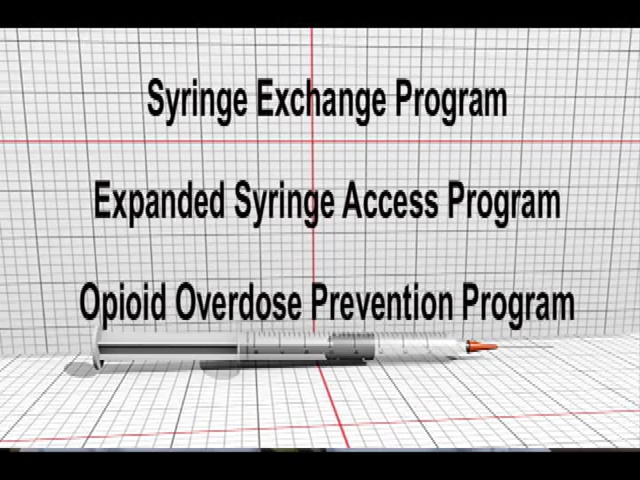 Syringe Exchange Program
Expanded Syringe Access Program
Opioid Overdose Prevention Program